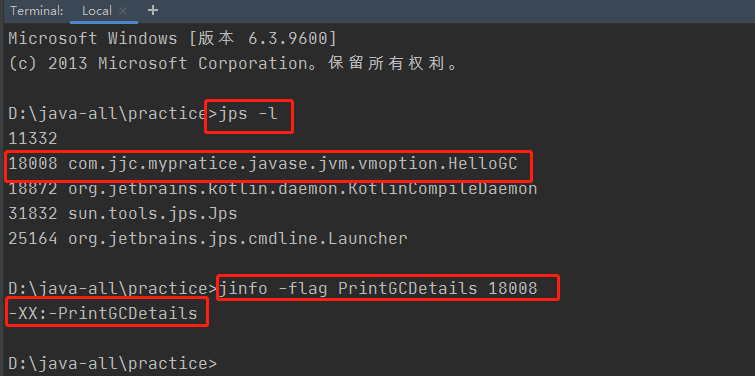 Terminal: Local × +
Microsoft Windows [版本 6.3.9600]
(c) 2013 Microsoft Corporation。保留所有权利。
D:\java-all\practice>jps -l
11332
18008 com.jjc.mypratice.javase.jvm.vmoption.HelloGC
18872 org.jetbrains.kotlin.daemon.KotlinCompileDaemon
31832 sun.tools.jps.Jps
25164 org.jetbrains.jps.cmdline.Launcher
D:\java-all\practice>jinfo -flag PrintGCDetails 18008
-XX:-PrintGCDetails
D:\java-all\practice>